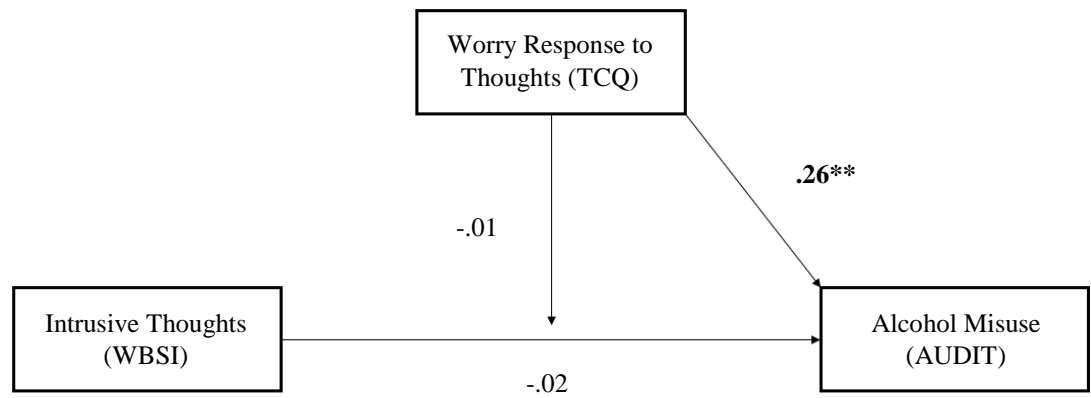 Worry Response to
Thoughts (TCQ)
.26**
-.01
Intrusive Thoughts
(WBSI)
Alcohol Misuse
(AUDIT)
-.02